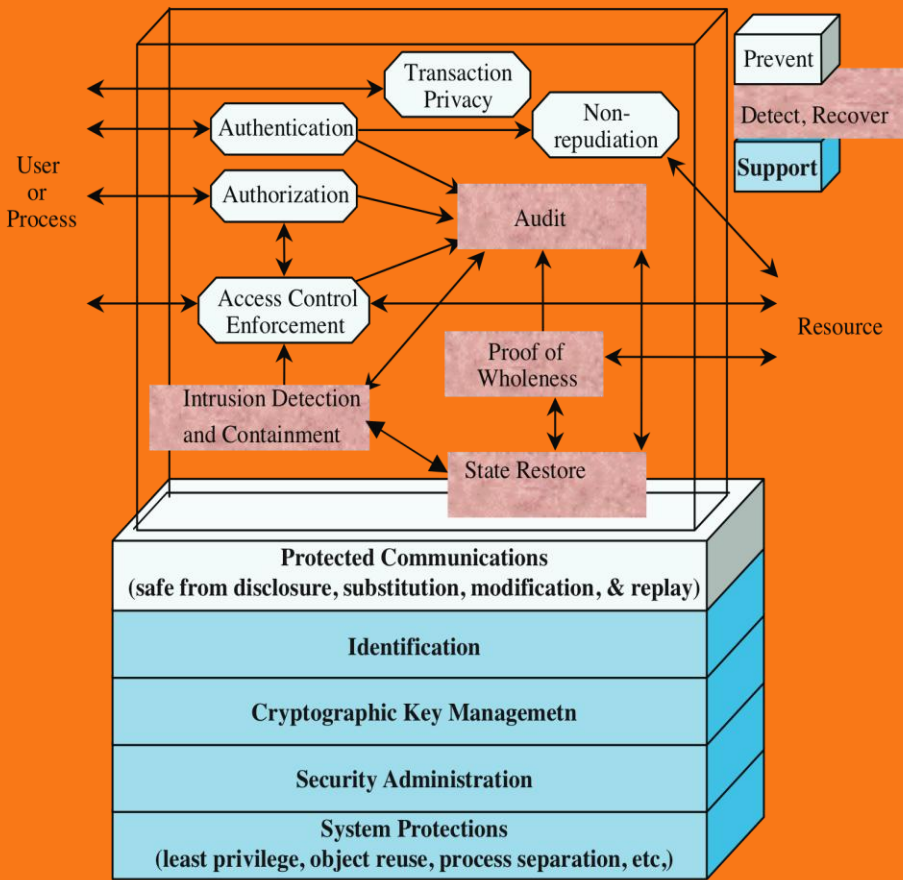 Prevent
Detect, Recover
Support
Transaction
Privacy
Non-
repudiation
Authentication
User
or
Process
Authorization
Audit
Access Control
Enforcement
Resource
Proof of
Wholeness
Intrusion Detection
and Containment
State Restore
Protected Communications
(safe from disclosure, substitution, modification, & replay)
Identification
Cryptographic Key Managemetn
Security Administration
System Protections
(least privilege, object reuse, process separation, etc,)